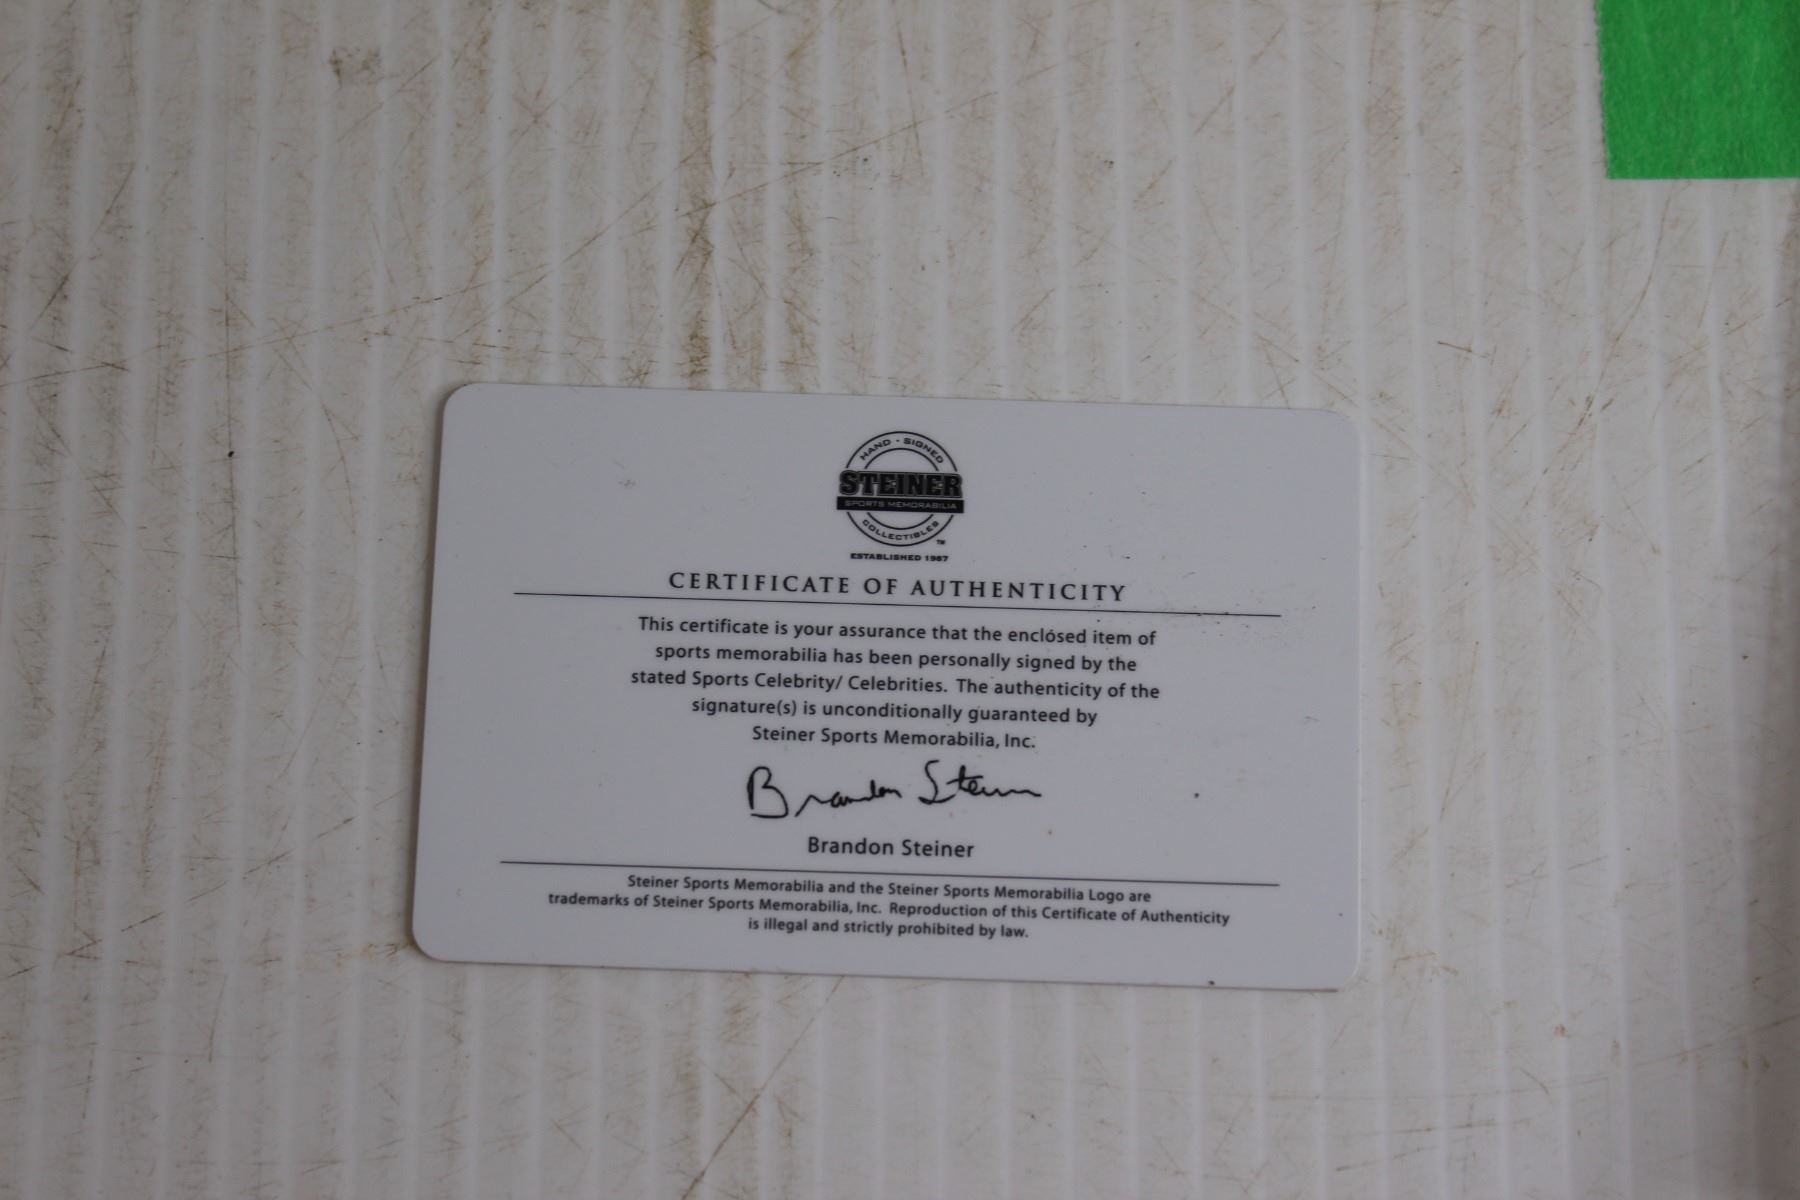 HAND · SIGNED
STEINER
SPORTS MEMORABILIA
COLLECTIBLES
TM
ESTABLISHED 1987
CERTIFICATE OF AUTHENTICITY
This certificate is your assurance that the enclosed item of
sports memorabilia has been personally signed by the
stated Sports Celebrity/ Celebrities. The authenticity of the
signature(s) is unconditionally guaranteed by
Steiner Sports Memorabilia, Inc.
Brandon Steiner
Brandon Steiner
Steiner Sports Memorabilia and the Steiner Sports Memorabilia Logo are
trademarks of Steiner Sports Memorabilia, Inc. Reproduction of this Certificate of Authenticity
is illegal and strictly prohibited by law.